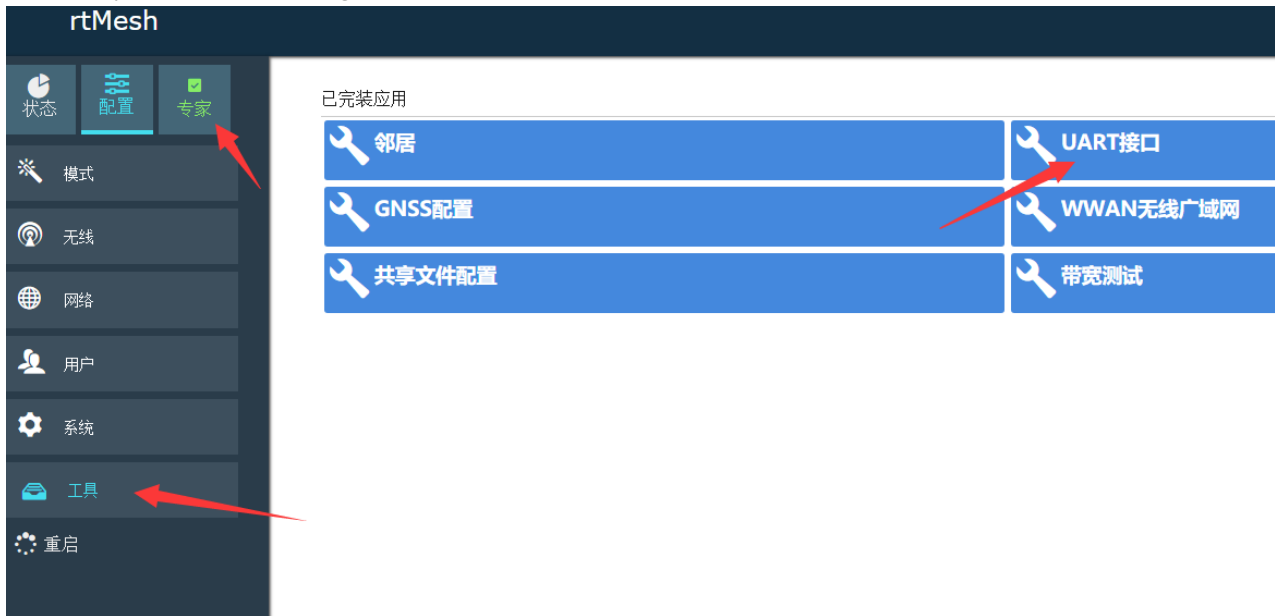 rtMesh
状态 配置 专家
模式
无线
网络
用户
系统
工具
重启
已完装应用
邻居 UART接口
GNSS配置 WWAN无线广域网
共享文件配置 带宽测试